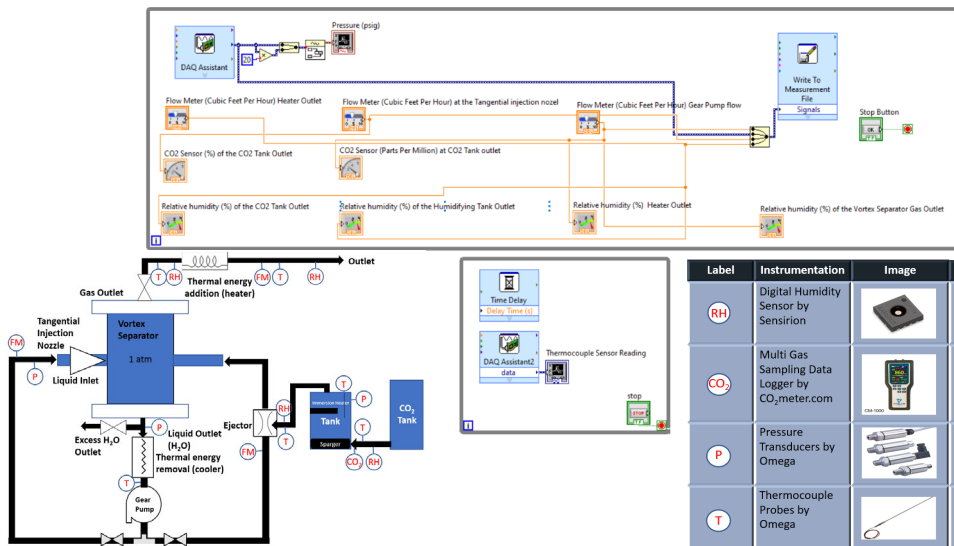 Pressure (psig)
DAQ Assistant
20
Write To
Measurement
File
Signals
Flow Meter (Cubic Feet Per Hour) Heater Outlet
Flow Meter (Cubic Feet Per Hour) at the Tangential injection nozel
Flow Meter (Cubic Feet Per Hour) Gear Pump flow
Stop Button
OK
CO2 Sensor (%) of the CO2 Tank Outlet
CO2 Sensor (Parts Per Million) at CO2 Tank outlet
Relative humidity (%) of the CO2 Tank Outlet
Relative humidity (%) of the Humidifying Tank Outlet
Relative humidity (%) Heater Outlet
Relative humidity (%) of the Vortex Separator Gas Outlet
i
Outlet
T
RH
FM
T
RH
Thermal energy
addition (heater)
Gas Outlet
Tangential
Injection
Nozzle
Vortex
Separator
1 atm
FM
P
Liquid Inlet
P
Excess H₂O
Outlet
Liquid Outlet
(H₂O)
Thermal energy
removal (cooler)
T
Gear
Pump
Ejector
RH
T
FM
T
P
Immersion Heater
Tank
Sparger
CO₂
Tank
CO₂
RH
Time Delay
Delay Time (s)
DAQ Assistant2
data
Thermocouple Sensor Reading
stop
STOP
i
Label Instrumentation Image
RH
Digital Humidity
Sensor by
Sensirion
CO₂
Multi Gas
Sampling Data
Logger by
CO₂meter.com
P
Pressure
Transducers by
Omega
T
Thermocouple
Probes by
Omega